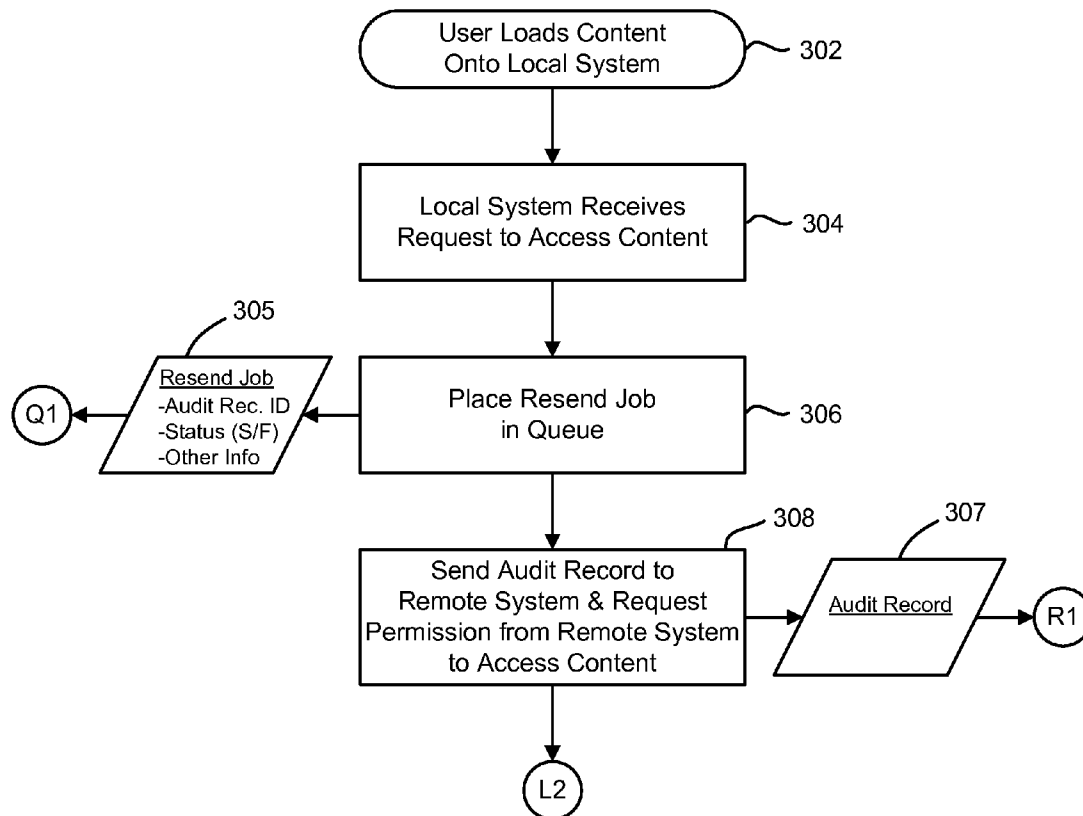 User Loads Content
Onto Local System
302
Local System Receives
Request to Access Content
304
305
Resend Job
-Audit Rec. ID
-Status (S/F)
-Other Info
Q1
Place Resend Job
in Queue
306
308
Send Audit Record to
Remote System & Request
Permission from Remote System
to Access Content
307
Audit Record
R1
L2